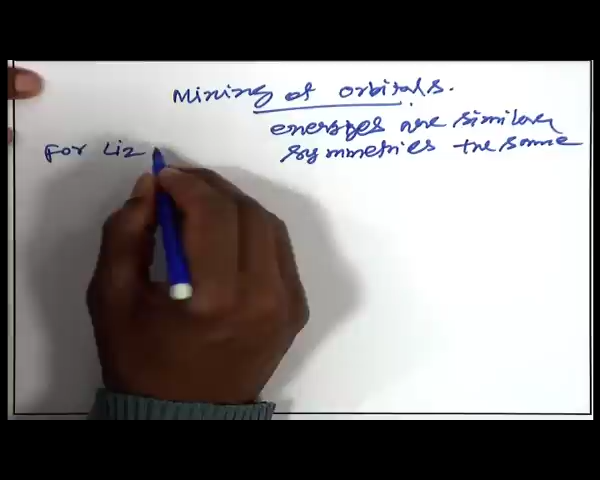 Mixing of orbitals.
energies are similar
symmetries the same
For Li2